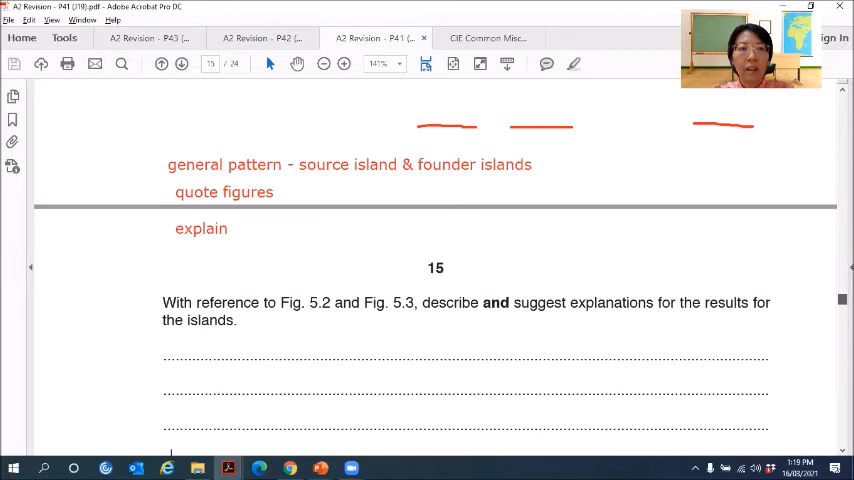 A2 Revision - P41 (J19).pdf - Adobe Acrobat Pro DC
File Edit View Window Help
Home Tools A2 Revision - P43 (... A2 Revision - P42 (... A2 Revision - P41 (... × CIE Common Misc... Sign In
15 / 24 141%
general pattern - source island & founder islands
quote figures
explain
15
With reference to Fig. 5.2 and Fig. 5.3, describe and suggest explanations for the results for
the islands.
1:19 PM
16/08/2021